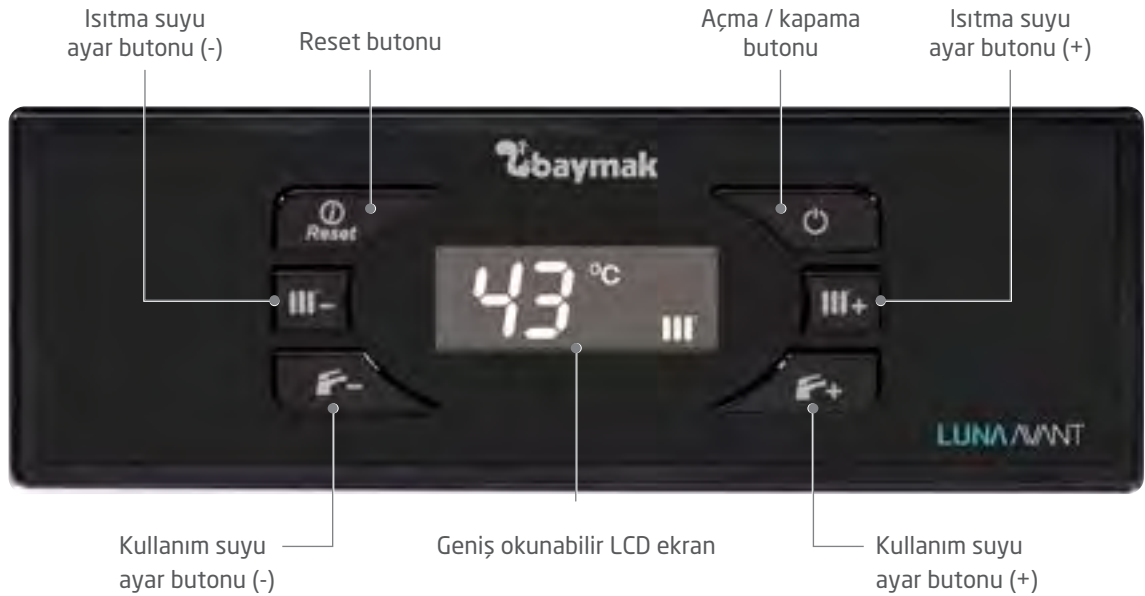 Isıtma suyu
ayar butonu (-)
Reset butonu
Açma / kapama
butonu
Isıtma suyu
ayar butonu (+)
baymak
Reset
43 °C
-
+
-
+
LUNA AVANT
Kullanım suyu
ayar butonu (-)
Geniş okunabilir LCD ekran
Kullanım suyu
ayar butonu (+)